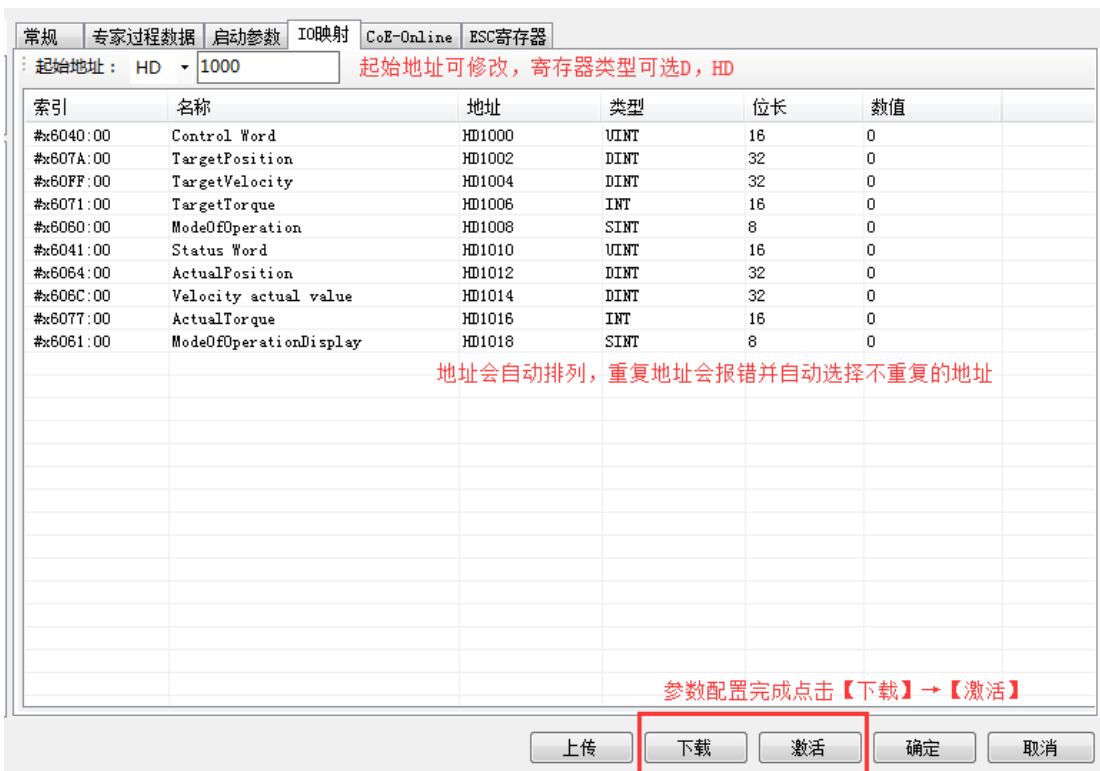 常规 专家过程数据 启动参数 IO映射 CoE-Online ESC寄存器
起始地址： HD 1000 起始地址可修改，寄存器类型可选D，HD
索引 名称 地址 类型 位长 数值
#x6040:00 Control Word HD1000 UINT 16 0
#x607A:00 TargetPosition HD1002 DINT 32 0
#x60FF:00 TargetVelocity HD1004 DINT 32 0
#x6071:00 TargetTorque HD1006 INT 16 0
#x6060:00 ModeOfOperation HD1008 SINT 8 0
#x6041:00 Status Word HD1010 UINT 16 0
#x6064:00 ActualPosition HD1012 DINT 32 0
#x606C:00 Velocity actual value HD1014 DINT 32 0
#x6077:00 ActualTorque HD1016 INT 16 0
#x6061:00 ModeOfOperationDisplay HD1018 SINT 8 0
地址会自动排列，重复地址会报错并自动选择不重复的地址
参数配置完成点击【下载】→【激活】
上传 下载 激活 确定 取消